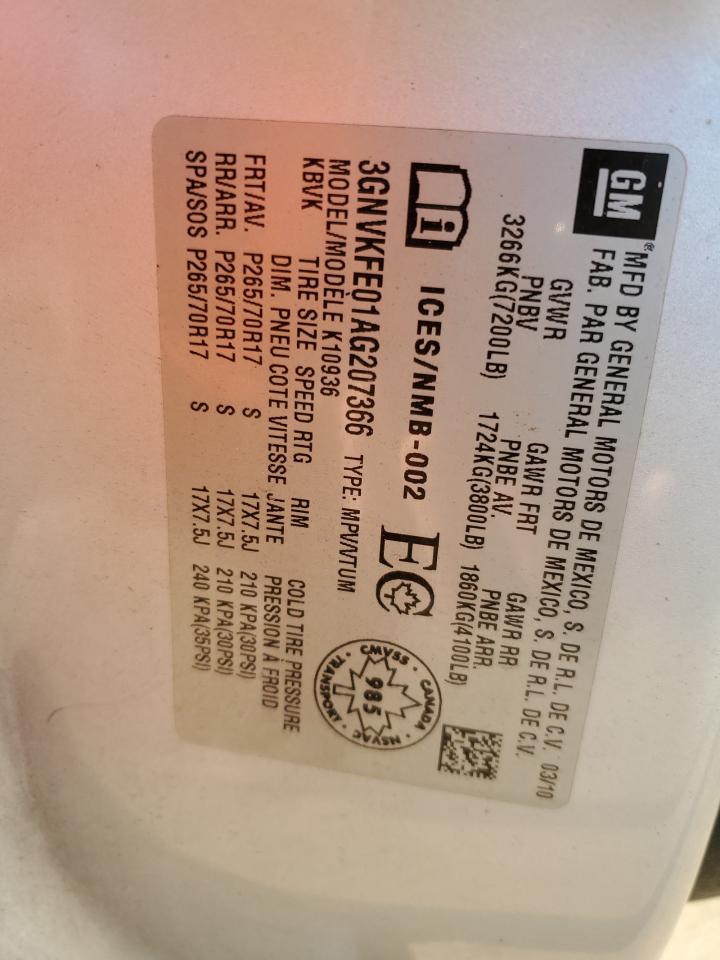 GM®
MFD BY GENERAL MOTORS DE MEXICO, S. DE R.L. DE C.V. 03/10
FAB. PAR GENERAL MOTORS DE MEXICO, S. DE R.L. DE C.V.
GVWR GAWR FRT GAWR RR
PNBV PNBE AV. PNBE ARR.
3266KG(7200LB) 1724KG(3800LB) 1860KG(4100LB)
i ICES/NMB-002 EC
CANADA · NSVAC · TRANSPORT · CMVSS ·
985
3GNVKFE01AG207366 TYPE: MPV/VTUM
MODEL/MODÈLE K10936
KBVK TIRE SIZE SPEED RTG RIM COLD TIRE PRESSURE
DIM. PNEU COTE VITESSE JANTE PRESSION À FROID
FRT/AV. P265/70R17 S 17X7.5J 210 KPA(30PSI)
RR/ARR. P265/70R17 S 17X7.5J 210 KPA(30PSI)
SPA/SOS P265/70R17 S 17X7.5J 240 KPA(35PSI)